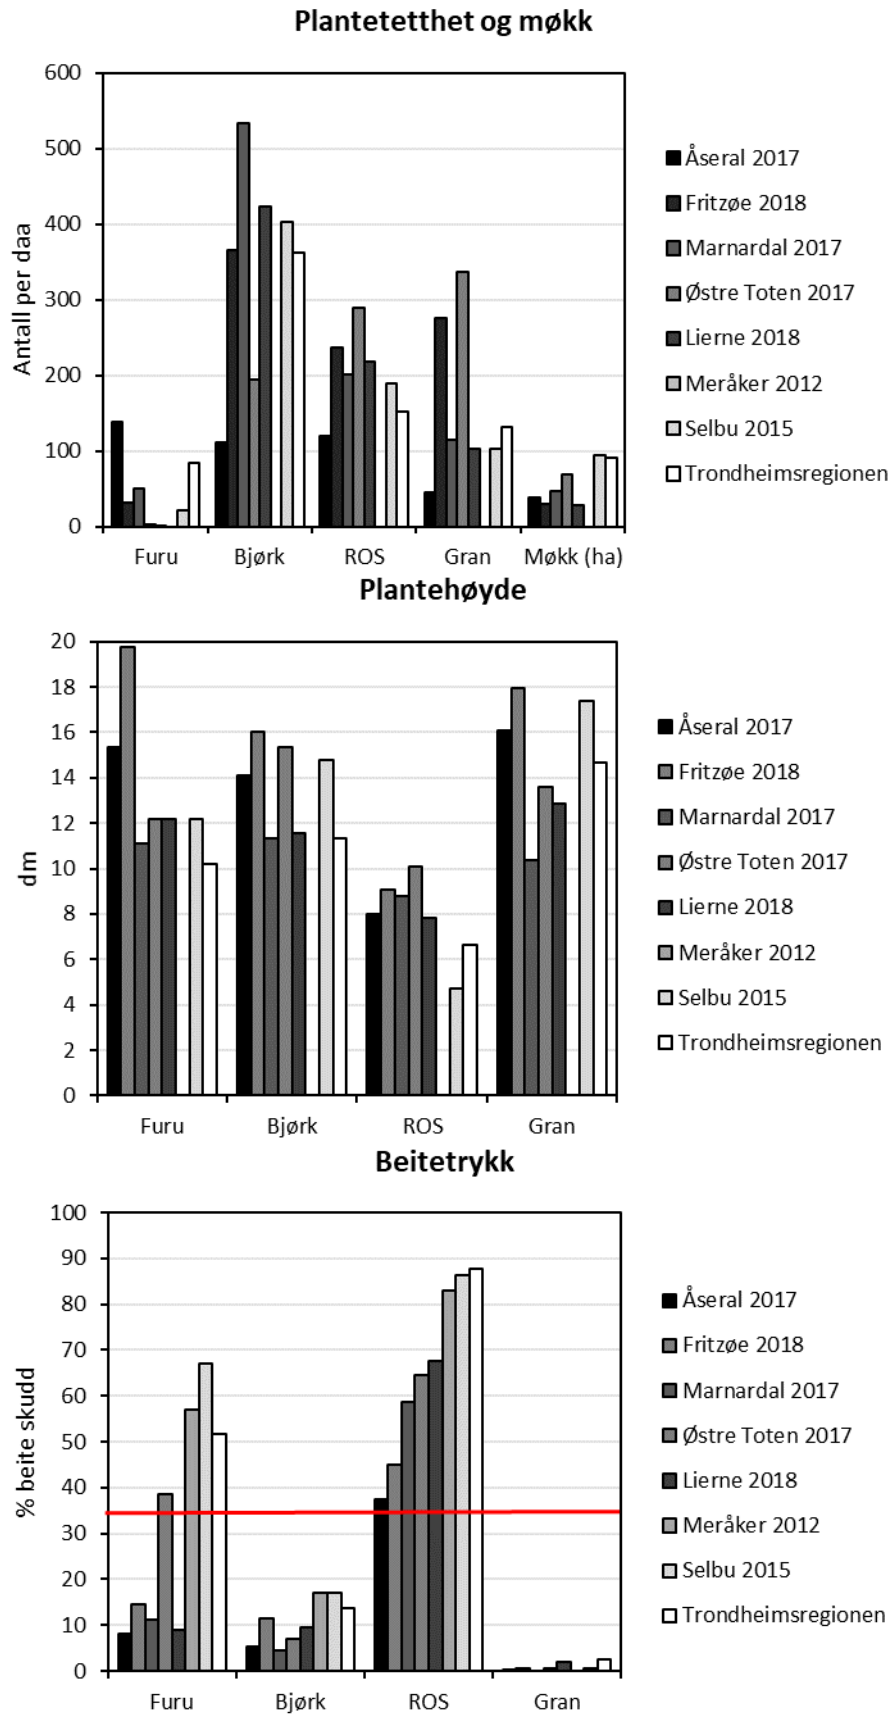 Plantetetthet og møkk
600
500
400
300
200
100
0
Antall per daa
Furu Bjørk ROS Gran Møkk (ha)
Åseral 2017
Fritzøe 2018
Marnardal 2017
Østre Toten 2017
Lierne 2018
Meråker 2012
Selbu 2015
Trondheimsregionen
Plantehøyde
20
18
16
14
12
10
8
6
4
2
0
dm
Furu Bjørk ROS Gran
Åseral 2017
Fritzøe 2018
Marnardal 2017
Østre Toten 2017
Lierne 2018
Meråker 2012
Selbu 2015
Trondheimsregionen
Beitetrykk
100
90
80
70
60
50
40
30
20
10
0
% beite skudd
Furu Bjørk ROS Gran
Åseral 2017
Fritzøe 2018
Marnardal 2017
Østre Toten 2017
Lierne 2018
Meråker 2012
Selbu 2015
Trondheimsregionen